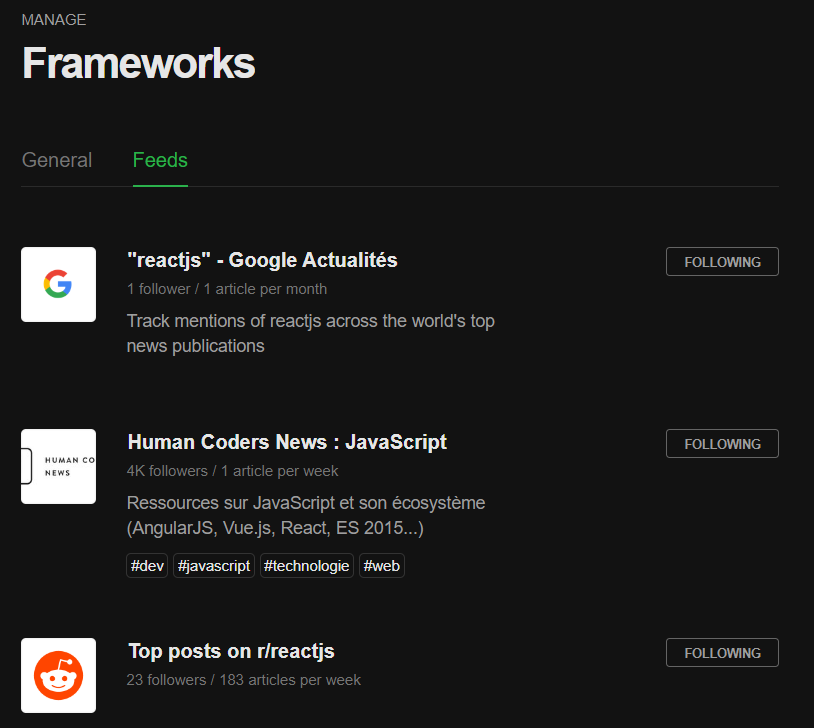 MANAGE
Frameworks
General Feeds
"reactjs" - Google Actualités
FOLLOWING
1 follower / 1 article per month
Track mentions of reactjs across the world's top
news publications
HUMAN CO
NEWS
Human Coders News : JavaScript
FOLLOWING
4K followers / 1 article per week
Ressources sur JavaScript et son écosystème
(AngularJS, Vue.js, React, ES 2015...)
#dev #javascript #technologie #web
Top posts on r/reactjs
FOLLOWING
23 followers / 183 articles per week